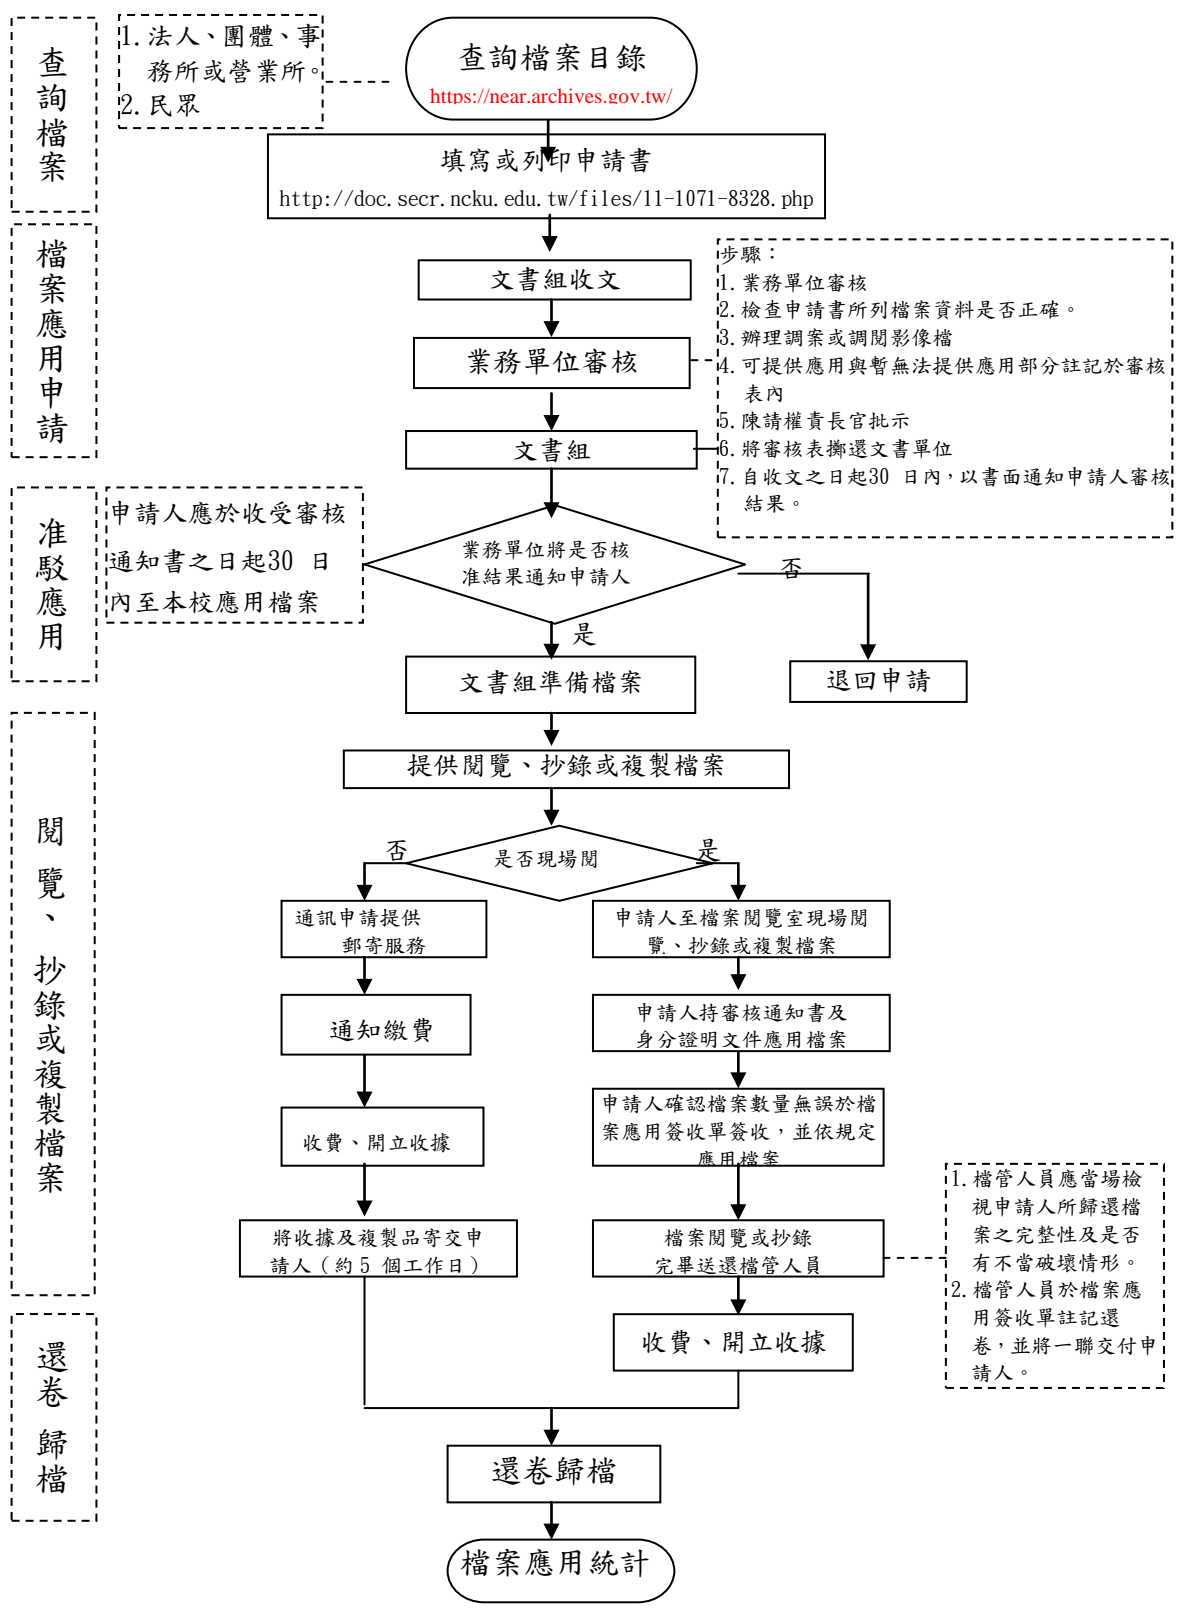 查詢檔案
1. 法人、團體、事
務所或營業所。
2. 民眾
查詢檔案目錄
https://near.archives.gov.tw/
填寫或列印申請書
http://doc.secr.ncku.edu.tw/files/11-1071-8328.php
檔案應用申請
文書組收文
業務單位審核
文書組
步驟：
1. 業務單位審核
2. 檢查申請書所列檔案資料是否正確。
3. 辦理調案或調閱影像檔
4. 可提供應用與暫無法提供應用部分註記於審核
表內
5. 陳請權責長官批示
6. 將審核表擲還文書單位
7. 自收文之日起30 日內，以書面通知申請人審核
結果。
准駁應用
申請人應於收受審核
通知書之日起30 日
內至本校應用檔案
業務單位將是否核
准結果通知申請人
否
是
退回申請
文書組準備檔案
閱覽、抄錄或複製檔案
提供閱覽、抄錄或複製檔案
是否現場閱
否
是
通訊申請提供
郵寄服務
通知繳費
收費、開立收據
將收據及複製品寄交申
請人（約 5 個工作日）
申請人至檔案閱覽室現場閱
覽、抄錄或複製檔案
申請人持審核通知書及
身分證明文件應用檔案
申請人確認檔案數量無誤於檔
案應用簽收單簽收，並依規定
應用檔案
檔案閱覽或抄錄
完畢送還檔管人員
收費、開立收據
1. 檔管人員應當場檢
視申請人所歸還檔
案之完整性及是否
有不當破壞情形。
2. 檔管人員於檔案應
用簽收單註記還
卷，並將一聯交付申
請人。
還卷歸檔
還卷歸檔
檔案應用統計